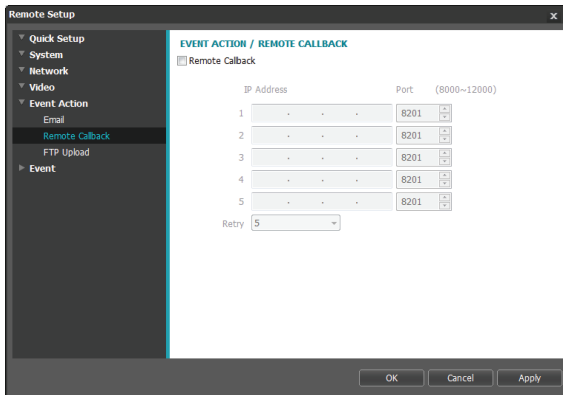 Remote Setup x
Quick Setup
System
Network
Video
Event Action
Email
Remote Callback
FTP Upload
Event
EVENT ACTION / REMOTE CALLBACK
Remote Callback
IP Address Port (8000~12000)
1 . . . 8201
2 . . . 8201
3 . . . 8201
4 . . . 8201
5 . . . 8201
Retry 5
OK Cancel Apply